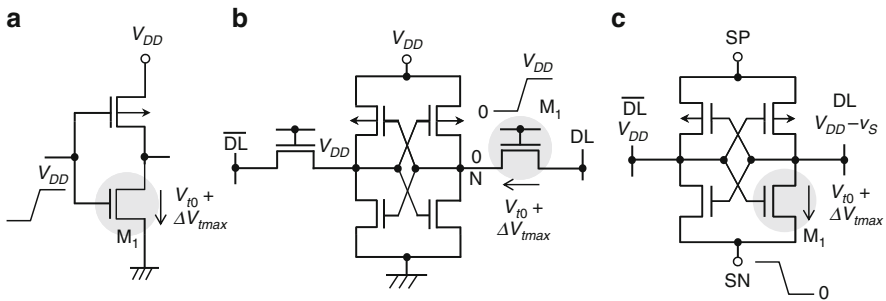 a
V_DD
V_DD
V_t0 +
ΔV_tmax
M_1
b
V_DD
V_DD
0
M_1
DL
V_DD
0
DL
N
V_t0 +
ΔV_tmax
c
SP
DL
V_DD
DL
V_DD–v_S
V_t0 +
ΔV_tmax
M_1
SN
0